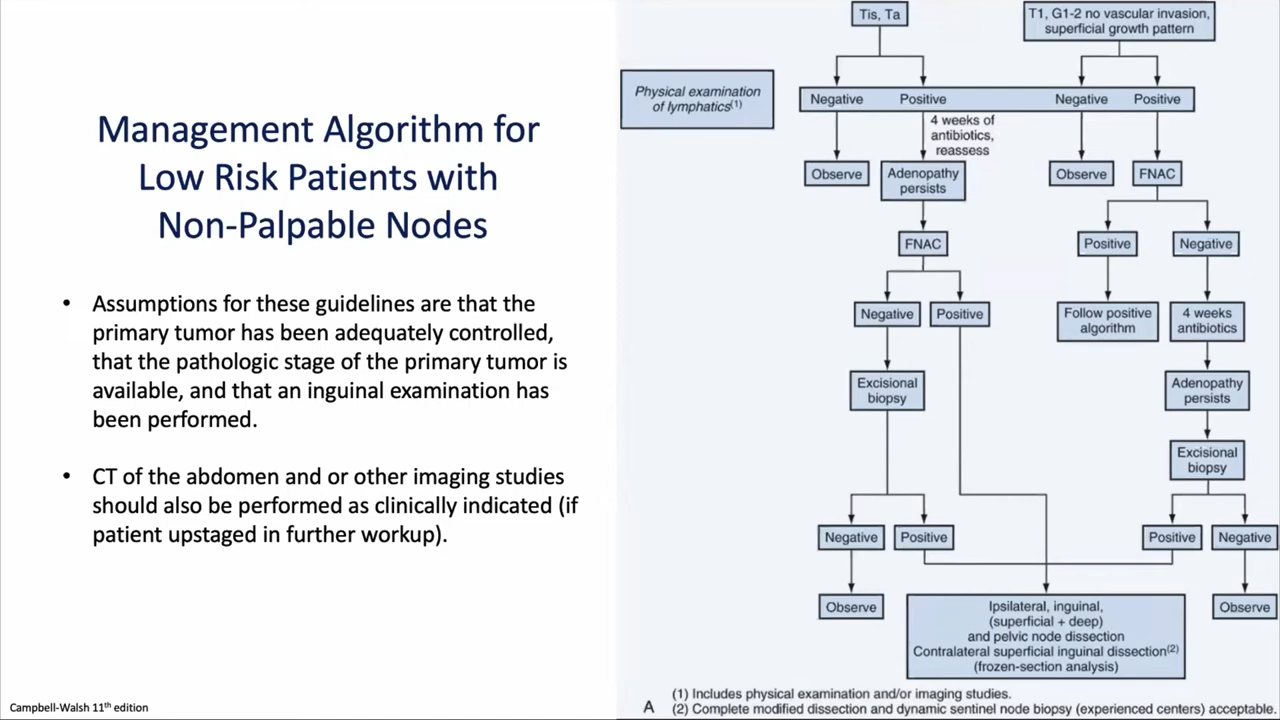 Management Algorithm for
Low Risk Patients with
Non-Palpable Nodes
• Assumptions for these guidelines are that the
primary tumor has been adequately controlled,
that the pathologic stage of the primary tumor is
available, and that an inguinal examination has
been performed.
• CT of the abdomen and or other imaging studies
should also be performed as clinically indicated (if
patient upstaged in further workup).
Campbell-Walsh 11th edition
Tis, Ta
T1, G1-2 no vascular invasion,
superficial growth pattern
Physical examination
of lymphatics(1)
Negative Positive Negative Positive
4 weeks of
antibiotics,
reassess
Observe
Adenopathy
persists
Observe
FNAC
FNAC
Positive
Negative
Negative
Positive
Follow positive
algorithm
4 weeks
antibiotics
Excisional
biopsy
Adenopathy
persists
Excisional
biopsy
Negative
Positive
Positive
Negative
Observe
Ipsilateral, inguinal,
(superficial + deep)
and pelvic node dissection
Contralateral superficial inguinal dissection(2)
(frozen-section analysis)
Observe
A
(1) Includes physical examination and/or imaging studies.
(2) Complete modified dissection and dynamic sentinel node biopsy (experienced centers) acceptable.